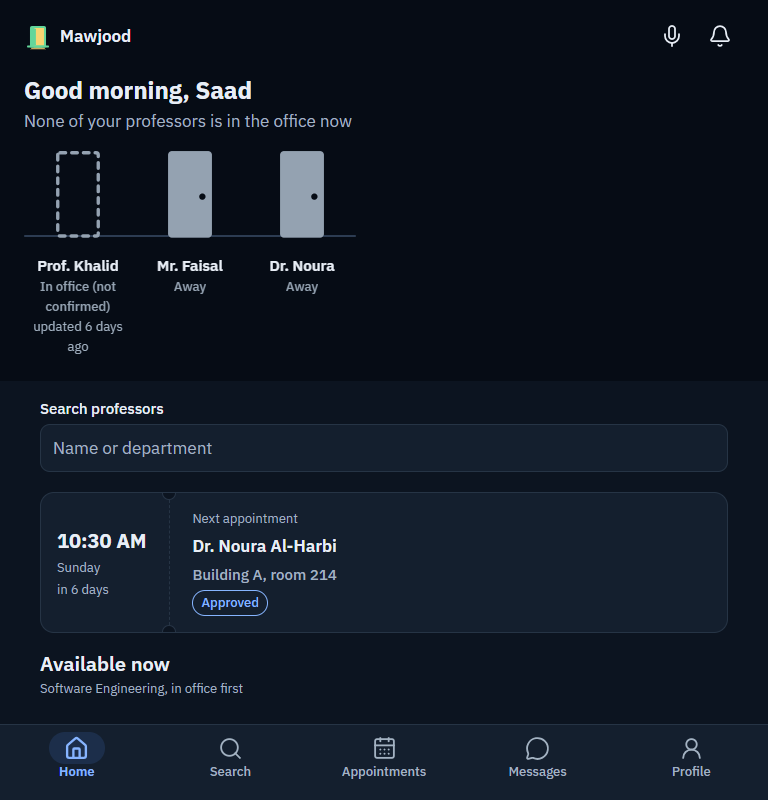 Mawjood
Good morning, Saad
None of your professors is in the office now
Prof. Khalid
In office (not
confirmed)
updated 6 days
ago
Mr. Faisal
Away
Dr. Noura
Away
Search professors
Name or department
10:30 AM
Sunday
in 6 days
Next appointment
Dr. Noura Al-Harbi
Building A, room 214
Approved
Available now
Software Engineering, in office first
Home
Search
Appointments
Messages
Profile